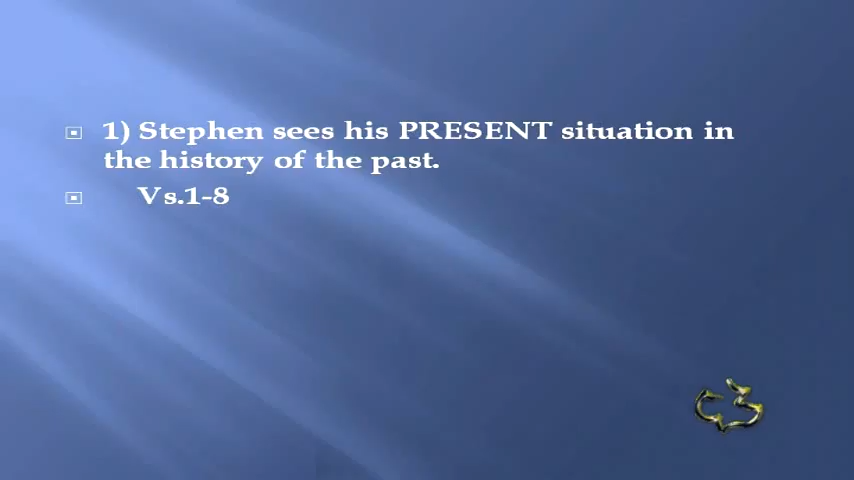 1) Stephen sees his PRESENT situation in
the history of the past.
Vs.1-8